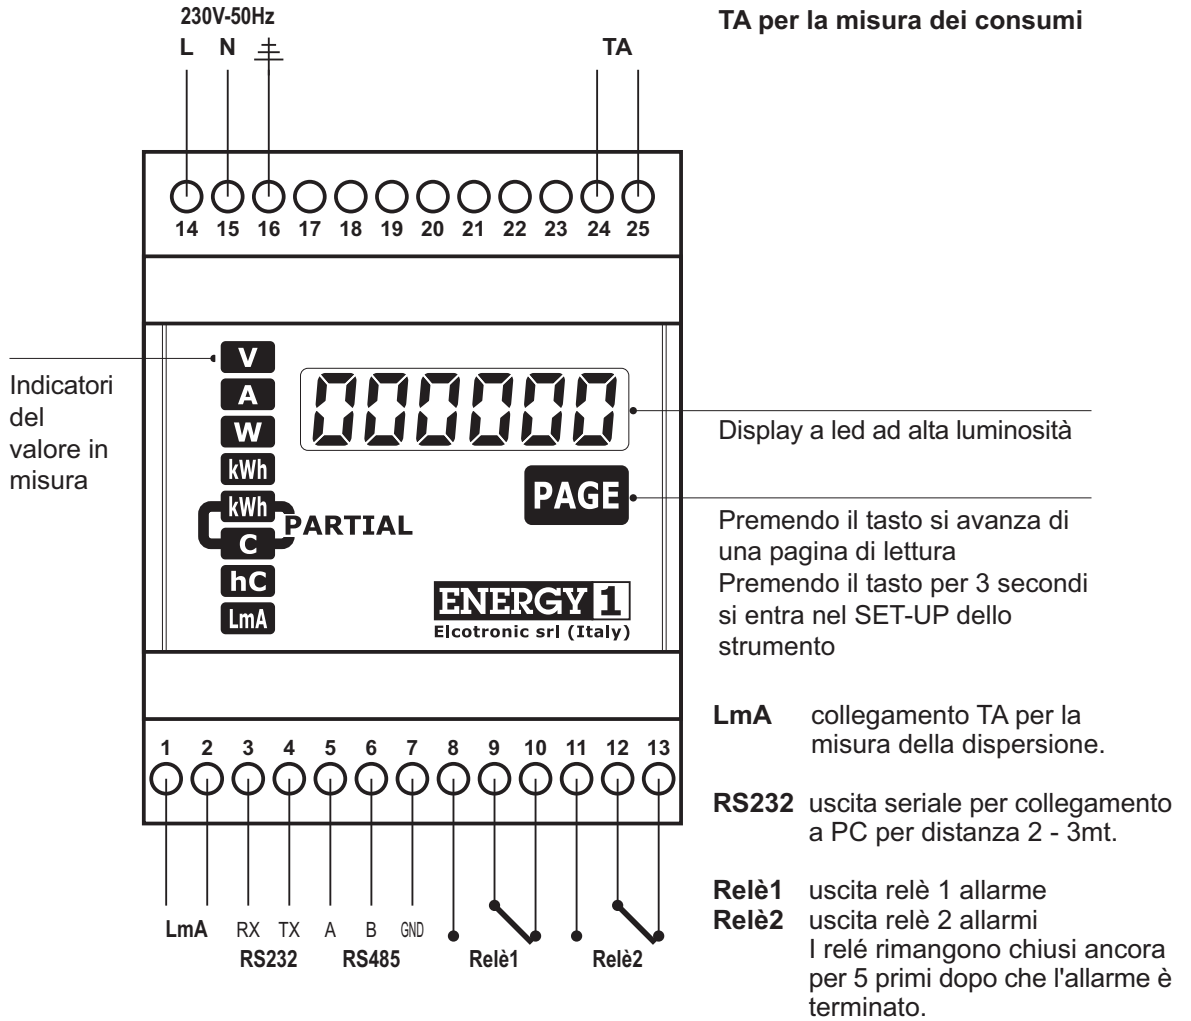 230V-50Hz
L N TA
TA per la misura dei consumi
14 15 16 17 18 19 20 21 22 23 24 25
V
A
W
kWh
kWh
C
PARTIAL
hC
LmA
000000
PAGE
ENERGY 1
Elcotronic srl (Italy)
Indicatori
del
valore in
misura
Display a led ad alta luminosità
Premendo il tasto si avanza di
una pagina di lettura
Premendo il tasto per 3 secondi
si entra nel SET-UP dello
strumento
1 2 3 4 5 6 7 8 9 10 11 12 13
LmA RX TX A B GND
RS232 RS485 Relè1 Relè2
LmA collegamento TA per la
misura della dispersione.
RS232 uscita seriale per collegamento
a PC per distanza 2 - 3mt.
Relè1 uscita relè 1 allarme
Relè2 uscita relè 2 allarmi
I relé rimangono chiusi ancora
per 5 primi dopo che l'allarme è
terminato.